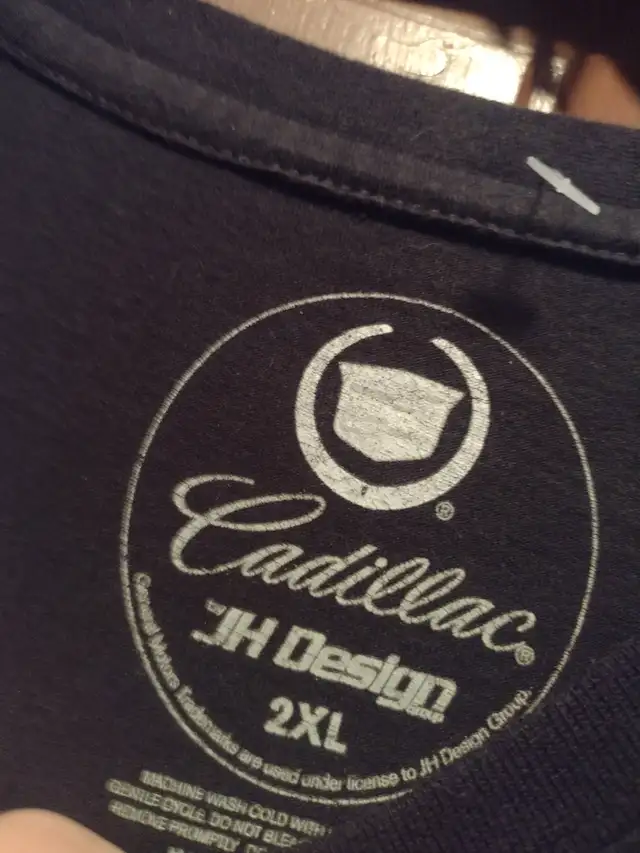 ®
Cadillac®
JH Design
GROUP
2XL
General Motors Trademarks are used under license to JH Design Group.
MACHINE WASH COLD WITH
GENTLE CYCLE. DO NOT
REMOVE PROMPTLY.